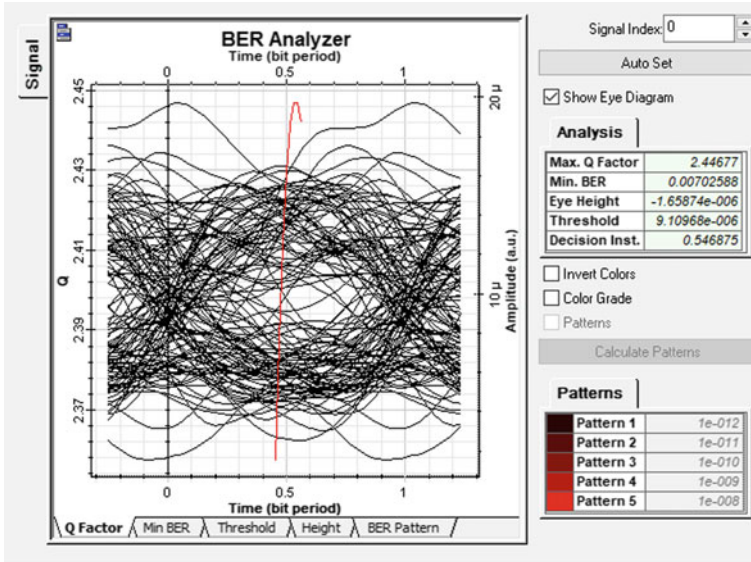 Signal
BER Analyzer
Time (bit period)
0 0.5 1
2.45
2.43
2.41
2.39
2.37
Q
20 µ
10 µ
Amplitude (a.u.)
0 0.5 1
Time (bit period)
Q Factor Min BER Threshold Height BER Pattern
Signal Index: 0
Auto Set
Show Eye Diagram
Analysis
Max. Q Factor 2.44677
Min. BER 0.00702588
Eye Height -1.65874e-006
Threshold 9.10968e-006
Decision Inst. 0.546875
Invert Colors
Color Grade
Patterns
Calculate Patterns
Patterns
Pattern 1 1e-012
Pattern 2 1e-011
Pattern 3 1e-010
Pattern 4 1e-009
Pattern 5 1e-008